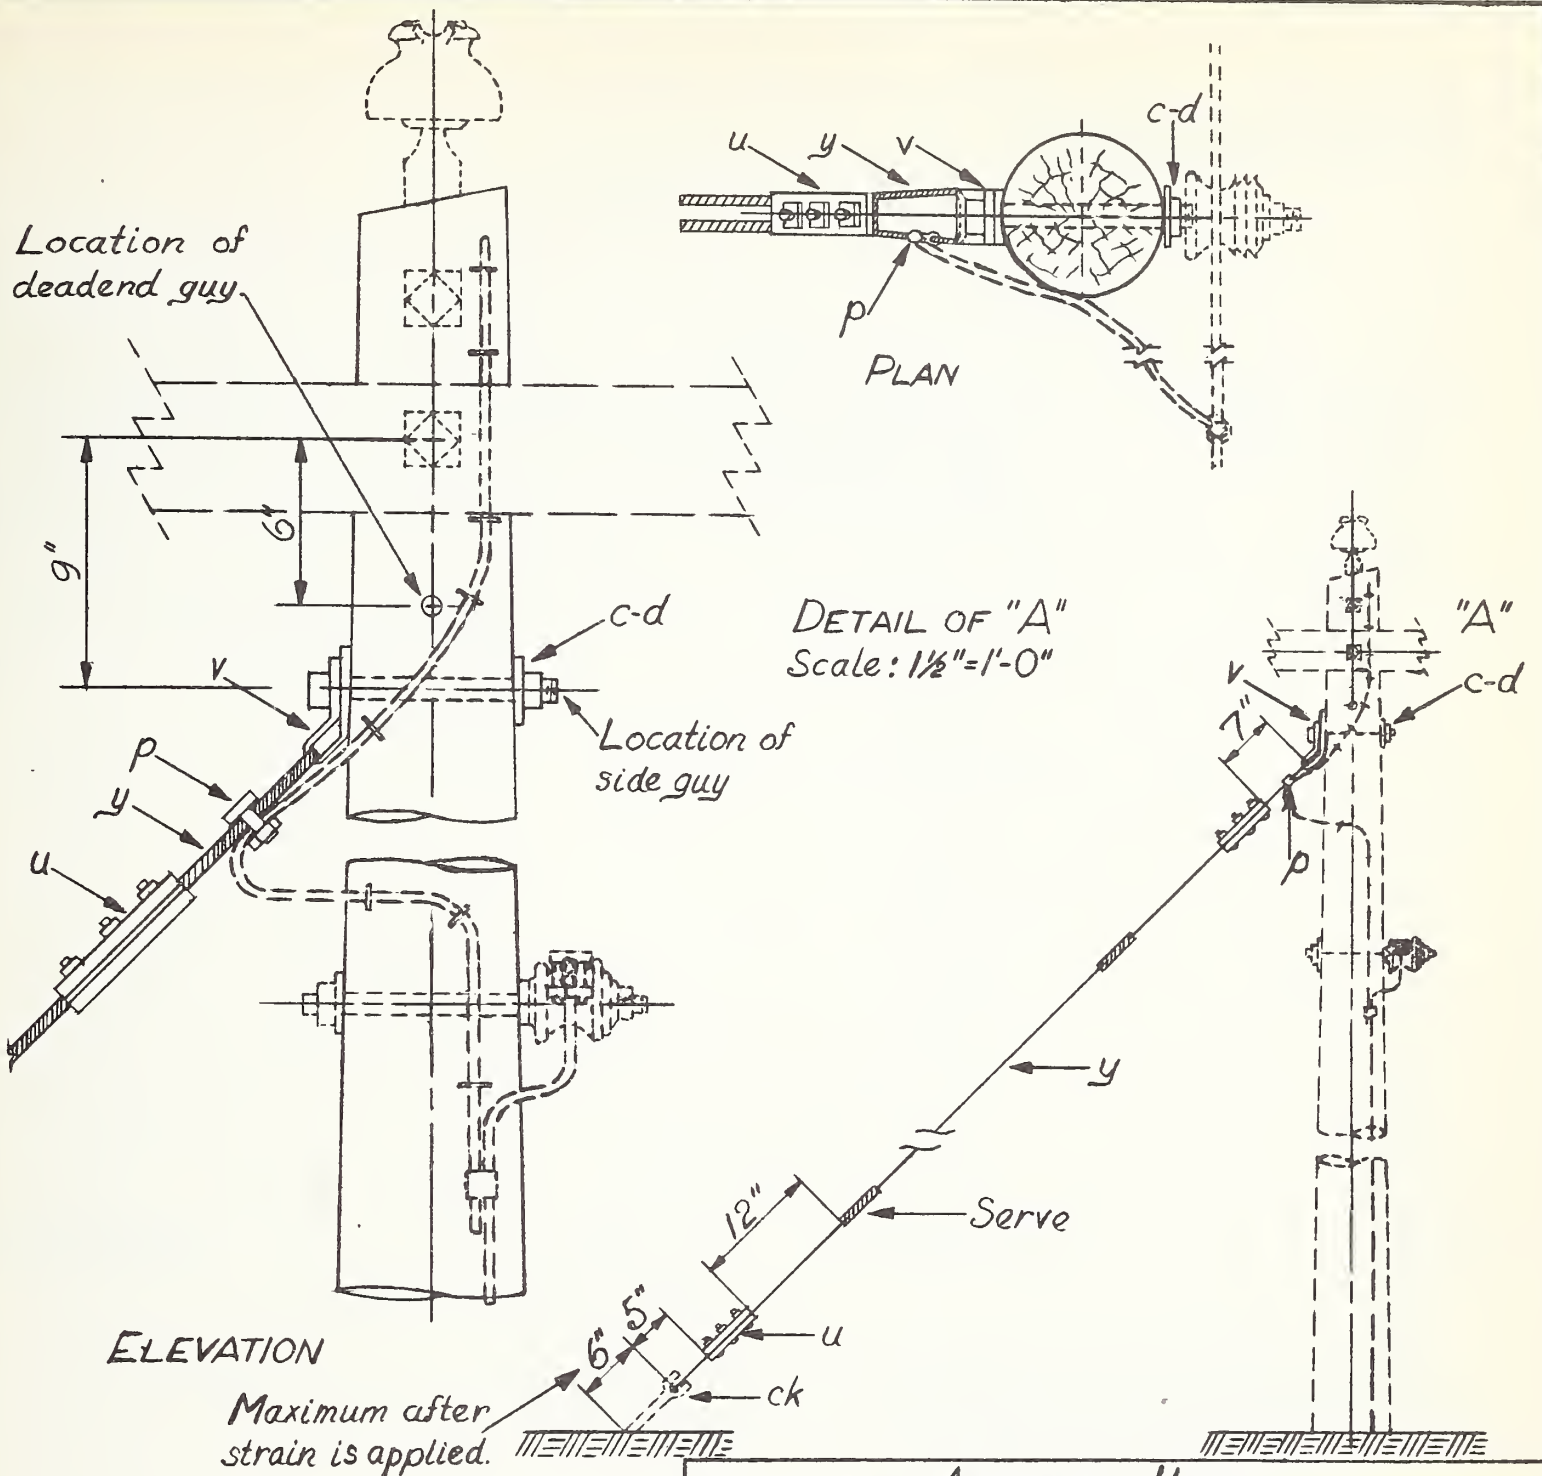 Location of
deadend guy
9"
6"
v
c-d
Location of
side guy
p
y
u
ELEVATION
Maximum after
strain is applied.
u
y
v
c-d
p
PLAN
DETAIL OF "A"
Scale: 1½"=1'-0"
"A"
v
c-d
7"
p
y
Serve
12"
5"
6"
u
ck